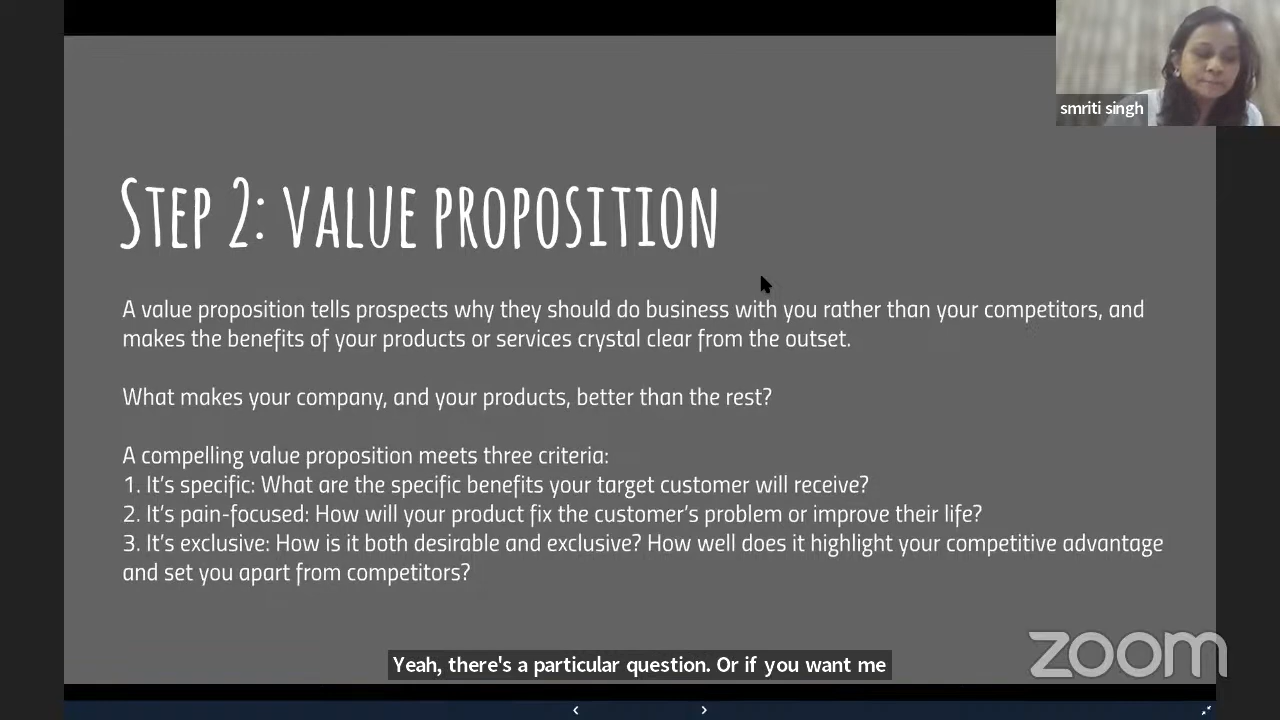 smriti singh
STEP 2: VALUE PROPOSITION
A value proposition tells prospects why they should do business with you rather than your competitors, and
makes the benefits of your products or services crystal clear from the outset.
What makes your company, and your products, better than the rest?
A compelling value proposition meets three criteria:
1. It's specific: What are the specific benefits your target customer will receive?
2. It's pain-focused: How will your product fix the customer's problem or improve their life?
3. It's exclusive: How is it both desirable and exclusive? How well does it highlight your competitive advantage
and set you apart from competitors?
Yeah, there's a particular question. Or if you want me
zoom